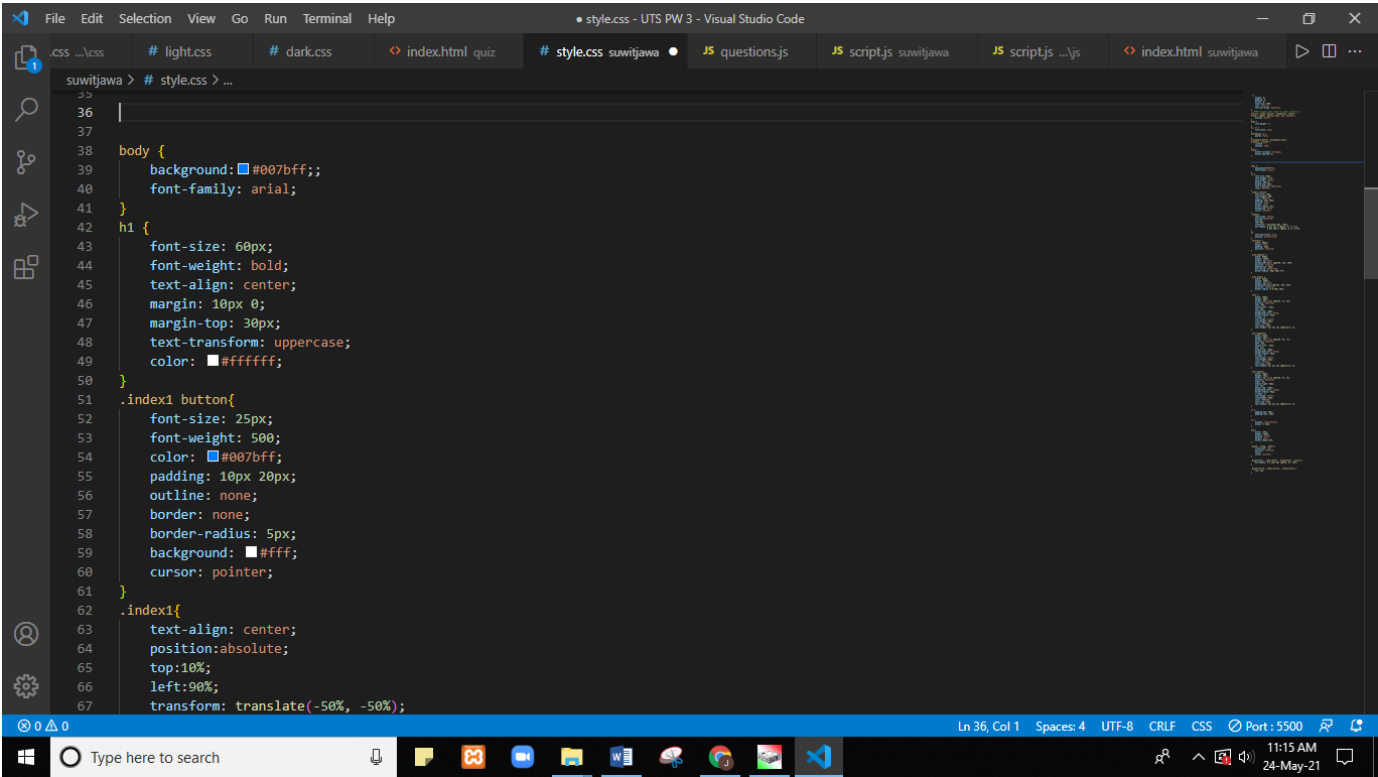 File Edit Selection View Go Run Terminal Help ● style.css - UTS PW 3 - Visual Studio Code
.css ...\css # light.css # dark.css <> index.html quiz # style.css suwitjawa ● JS questions.js JS script.js suwitjawa JS script.js ...\js <> index.html suwitjawa
suwitjawa > # style.css > ...
35
36
37
38 body {
39 background: #007bff;;
40 font-family: arial;
41 }
42 h1 {
43 font-size: 60px;
44 font-weight: bold;
45 text-align: center;
46 margin: 10px 0;
47 margin-top: 30px;
48 text-transform: uppercase;
49 color: #ffffff;
50 }
51 .index1 button{
52 font-size: 25px;
53 font-weight: 500;
54 color: #007bff;
55 padding: 10px 20px;
56 outline: none;
57 border: none;
58 border-radius: 5px;
59 background: #fff;
60 cursor: pointer;
61 }
62 .index1{
63 text-align: center;
64 position:absolute;
65 top:10%;
66 left:90%;
67 transform: translate(-50%, -50%);
1
0 0 Ln 36, Col 1 Spaces: 4 UTF-8 CRLF CSS Port : 5500
Type here to search 11:15 AM
24-May-21